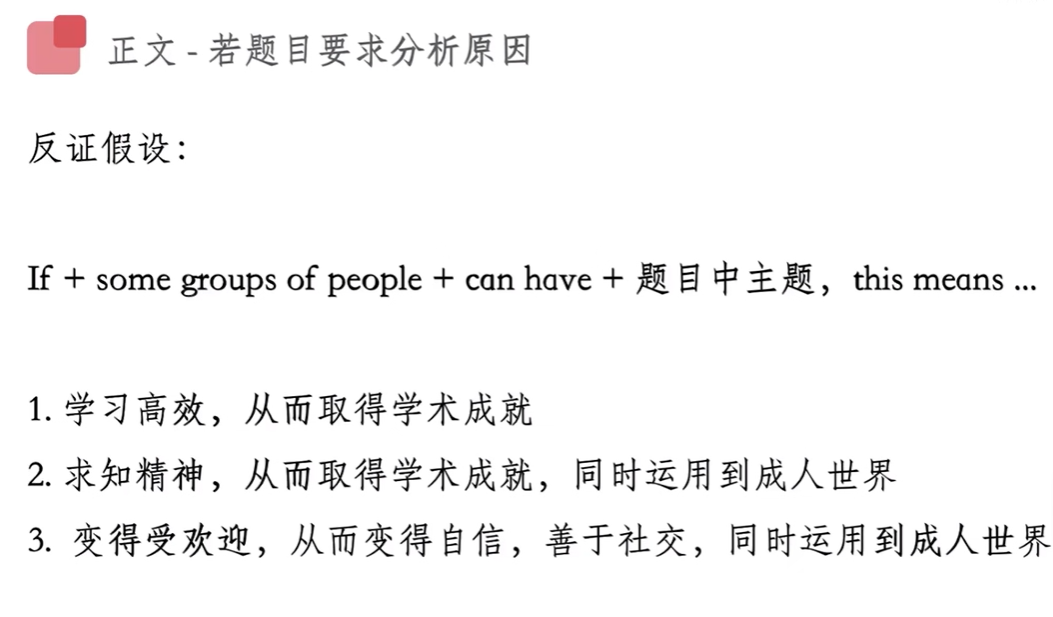 正文 - 若题目要求分析原因
反证假设：
If + some groups of people + can have + 题目中主题，this means ...
1. 学习高效，从而取得学术成就
2. 求知精神，从而取得学术成就，同时运用到成人世界
3. 变得受欢迎，从而变得自信，善于社交，同时运用到成人世界